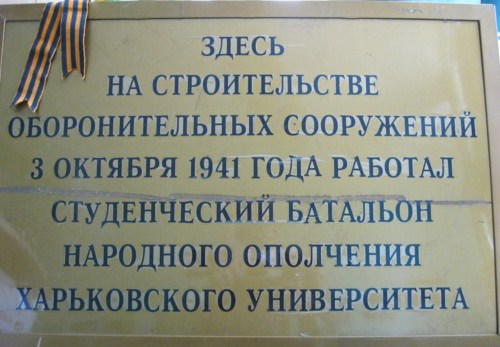 ЗДЕСЬ
НА СТРОИТЕЛЬСТВЕ
ОБОРОНИТЕЛЬНЫХ СООРУЖЕНИЙ
3 ОКТЯБРЯ 1941 ГОДА РАБОТАЛ
СТУДЕНЧЕСКИЙ БАТАЛЬОН
НАРОДНОГО ОПОЛЧЕНИЯ
ХАРЬКОВСКОГО УНИВЕРСИТЕТА